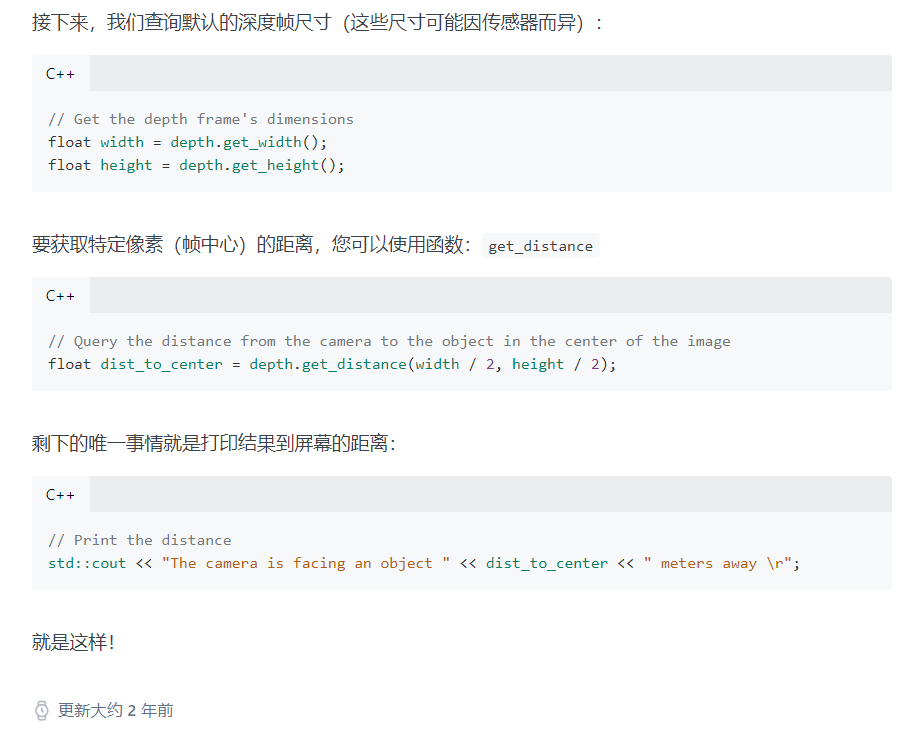 接下来，我们查询默认的深度帧尺寸（这些尺寸可能因传感器而异）：
C++
// Get the depth frame's dimensions
float width = depth.get_width();
float height = depth.get_height();
要获取特定像素（帧中心）的距离，您可以使用函数： get_distance
C++
// Query the distance from the camera to the object in the center of the image
float dist_to_center = depth.get_distance(width / 2, height / 2);
剩下的唯一事情就是打印结果到屏幕的距离：
C++
// Print the distance
std::cout << "The camera is facing an object " << dist_to_center << " meters away \r";
就是这样！
更新大约 2 年前